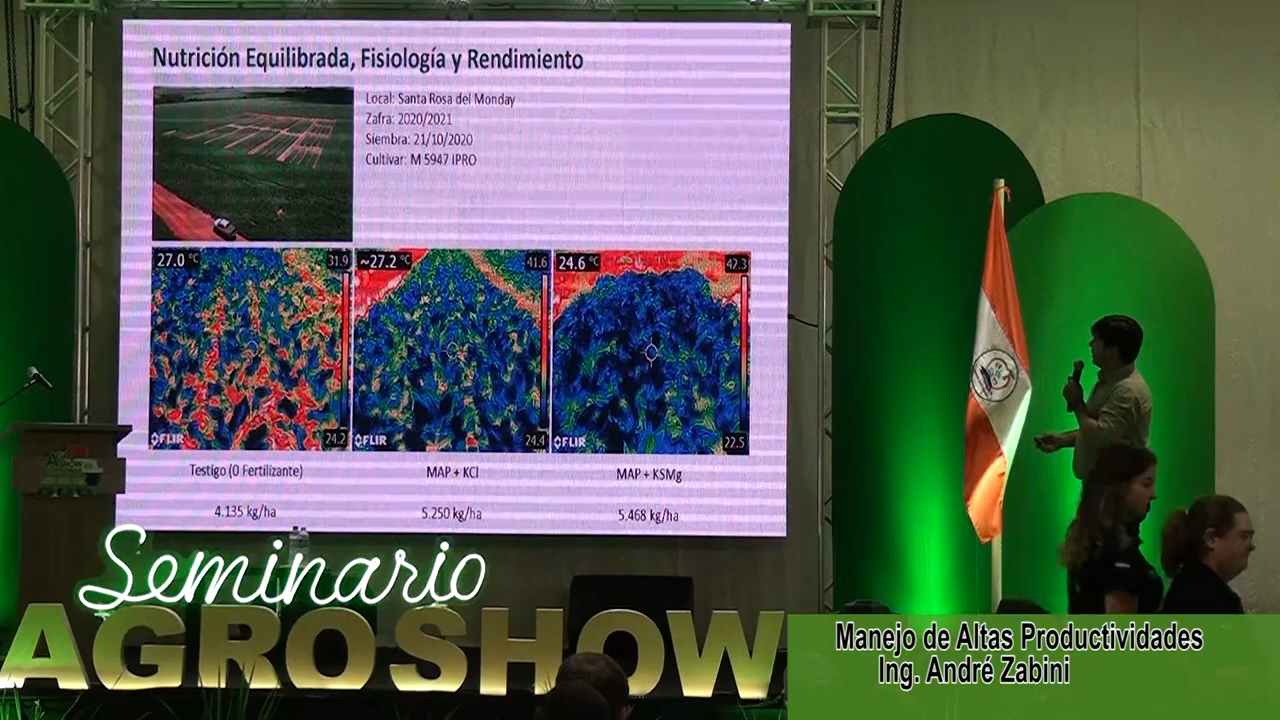 Nutrición Equilibrada, Fisiología y Rendimiento
Local: Santa Rosa del Monday
Zafra: 2020/2021
Siembra: 21/10/2020
Cultivar: M 5947 IPRO
27.0 °C
31.9
24.2
FLIR
~27.2 °C
41.6
24.4
FLIR
24.6 °C
42.3
22.5
FLIR
Testigo (0 Fertilizante)
MAP + KCl
MAP + KSMg
4.135 kg/ha
5.250 kg/ha
5.468 kg/ha
AGROSHOW
Seminario
AGROSHOW
Manejo de Altas Productividades
Ing. André Zabini